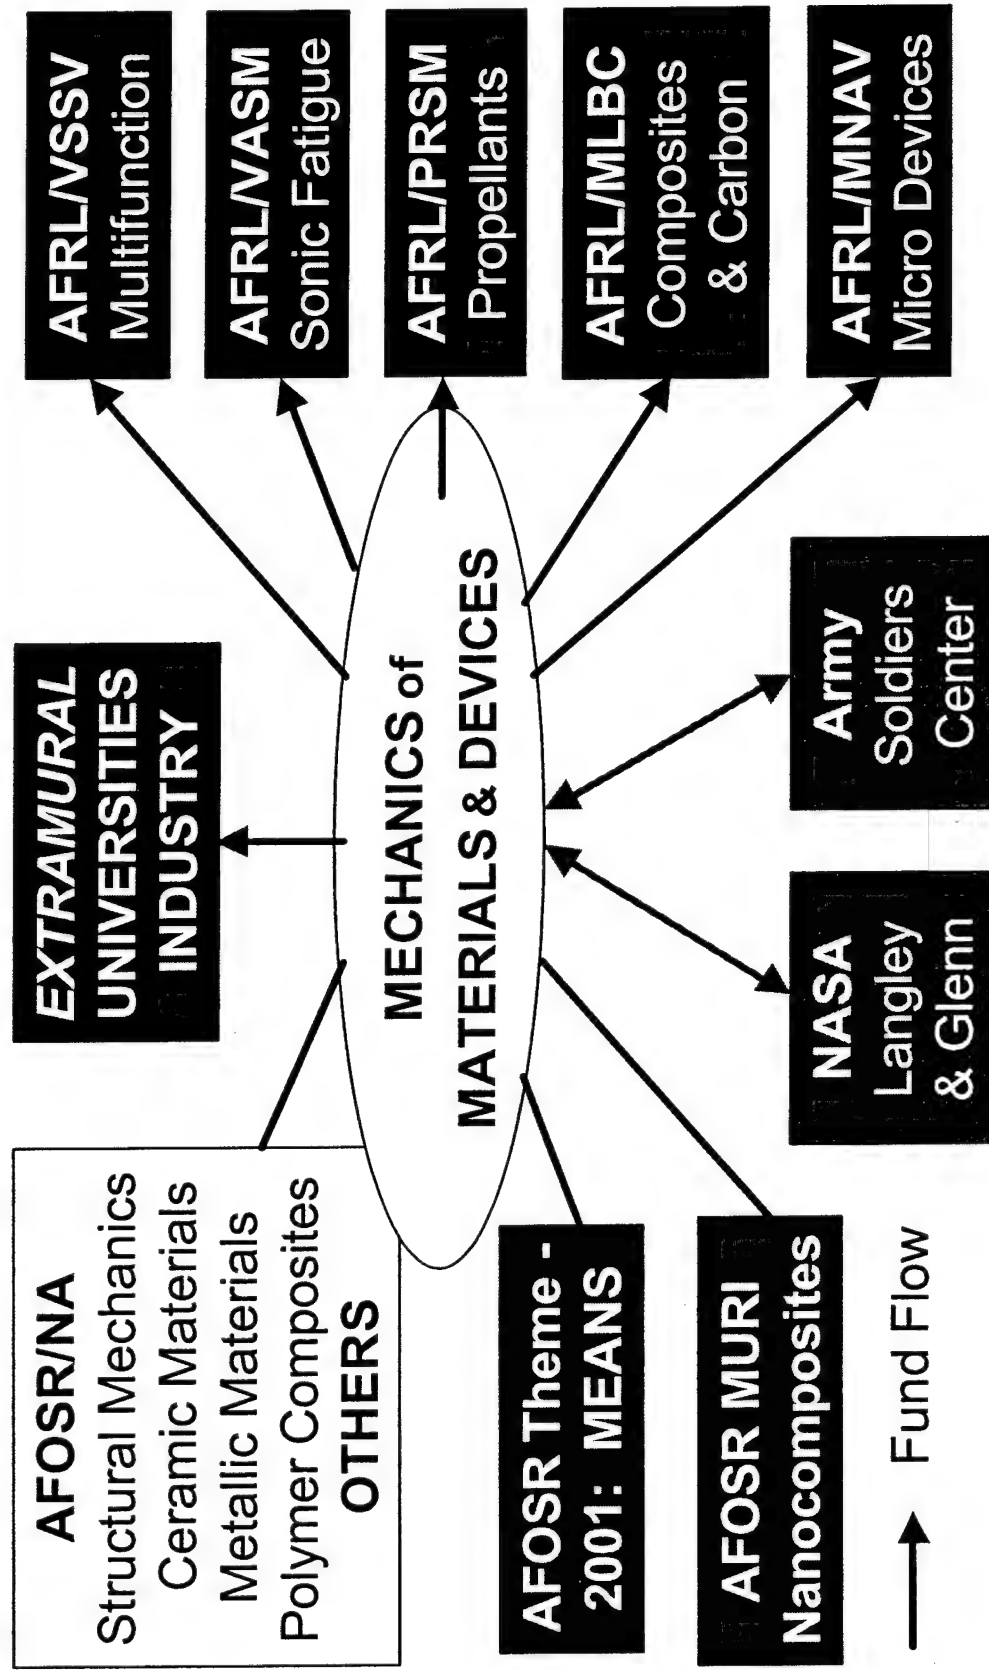 AFOSR/NA
Structural Mechanics
Ceramic Materials
Metallic Materials
Polymer Composites
OTHERS
EXTRAMURAL
UNIVERSITIES
INDUSTRY
AFRL/VSSV
Multifunction
AFRL/VASM
Sonic Fatigue
AFRL/PRSM
Propellants
AFRL/MLBC
Composites
& Carbon
AFRL/MNAV
Micro Devices
MECHANICS of
MATERIALS & DEVICES
AFOSR Theme -
2001: MEANS
AFOSR MURI
Nanocomposites
NASA
Langley
& Glenn
Army
Soldiers
Center
Fund Flow